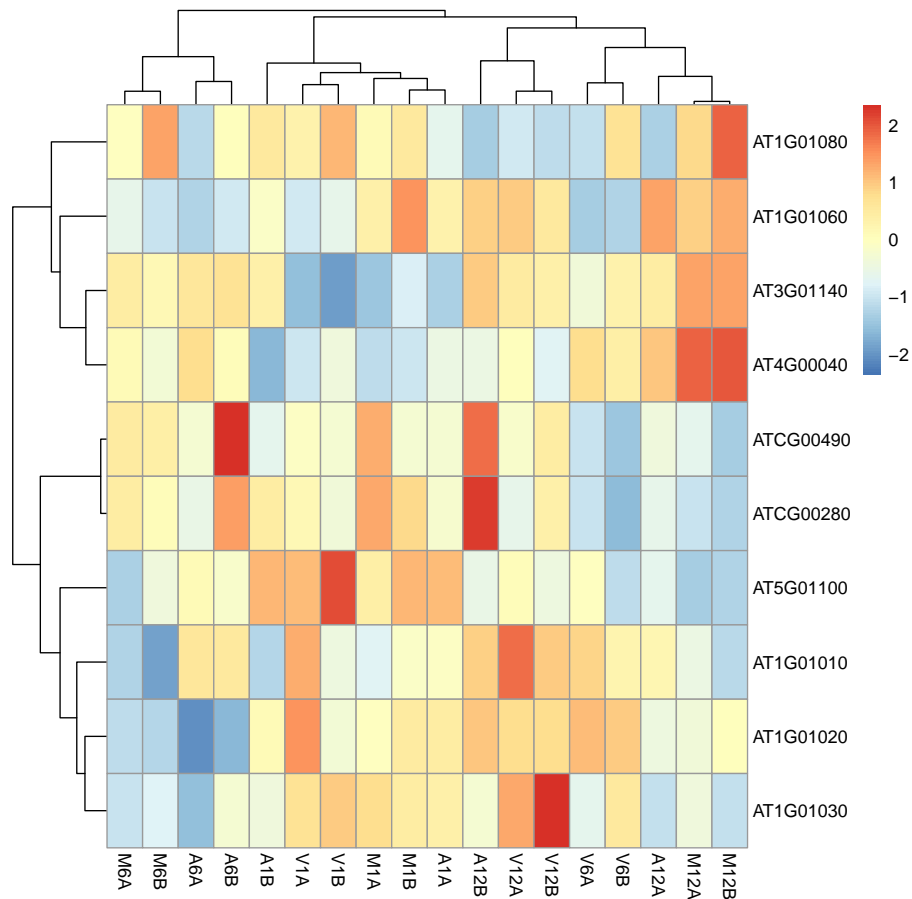 AT1G01080
AT1G01060
AT3G01140
AT4G00040
ATCG00490
ATCG00280
AT5G01100
AT1G01010
AT1G01020
AT1G01030
M6A
M6B
A6A
A6B
A1B
V1A
V1B
M1A
M1B
A1A
A12B
V12A
V12B
V6A
V6B
A12A
M12A
M12B
2
1
0
−1
−2